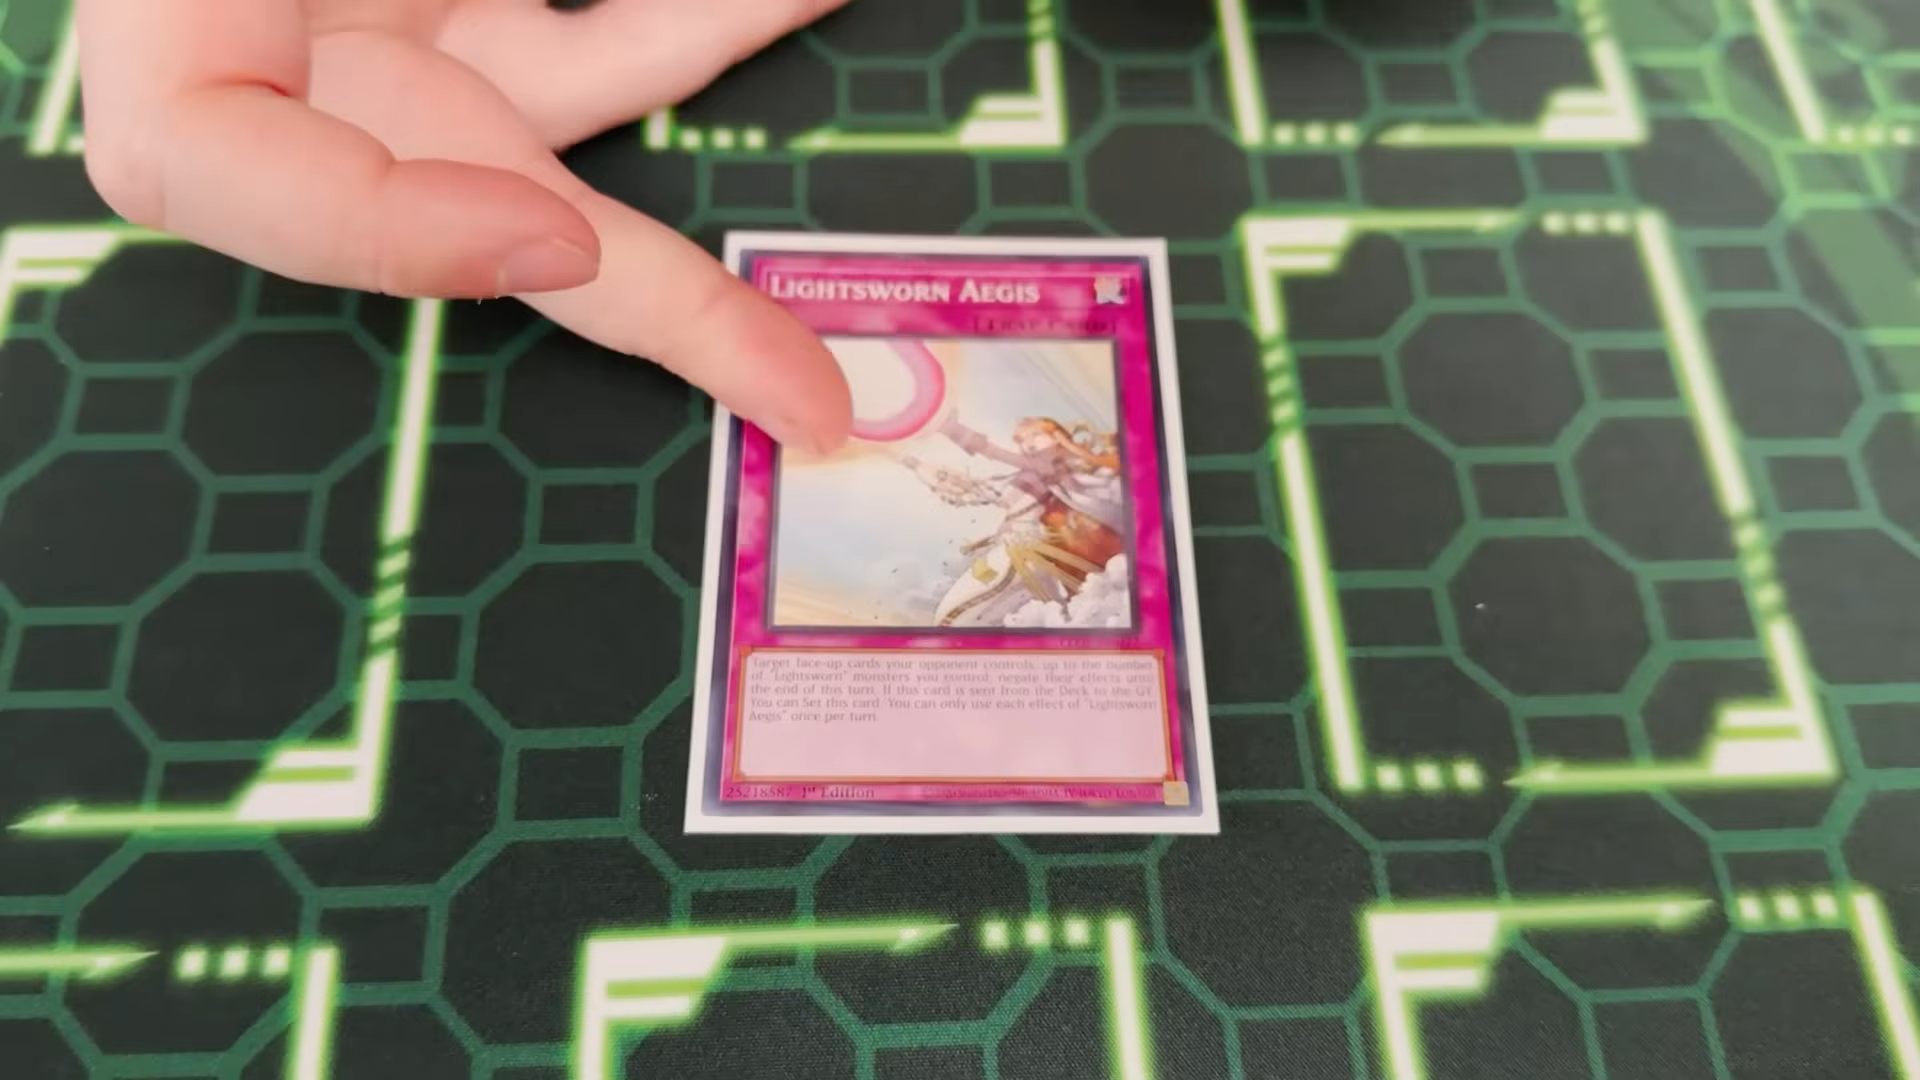 LIGHTSWORN AEGIS
[TRAP CARD]
Target face-up cards your opponent controls, up to the number
of "Lightsworn" monsters you control; negate their effects until
the end of this turn. If this card is sent from the Deck to the GY:
You can Set this card. You can only use each effect of "Lightsworn
Aegis" once per turn.
25218587 1st Edition